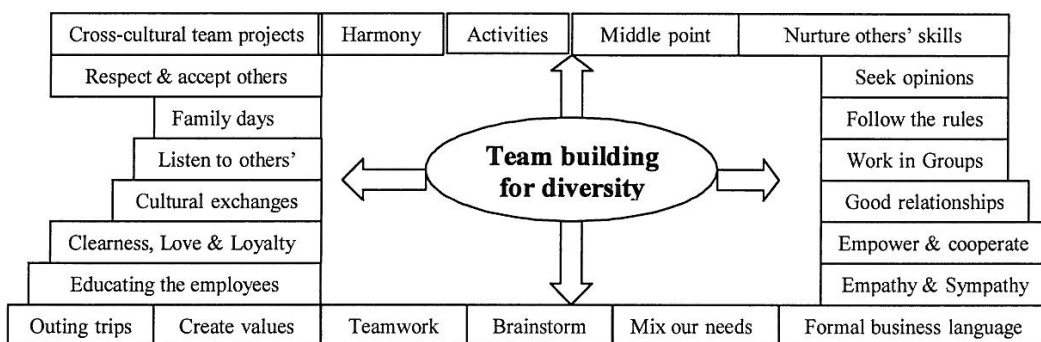 Cross-cultural team projects
Harmony
Activities
Middle point
Nurture others' skills
Respect & accept others
Seek opinions
Family days
Follow the rules
Listen to others'
Team building
for diversity
Work in Groups
Cultural exchanges
Good relationships
Clearness, Love & Loyalty
Empower & cooperate
Educating the employees
Empathy & Sympathy
Outing trips
Create values
Teamwork
Brainstorm
Mix our needs
Formal business language